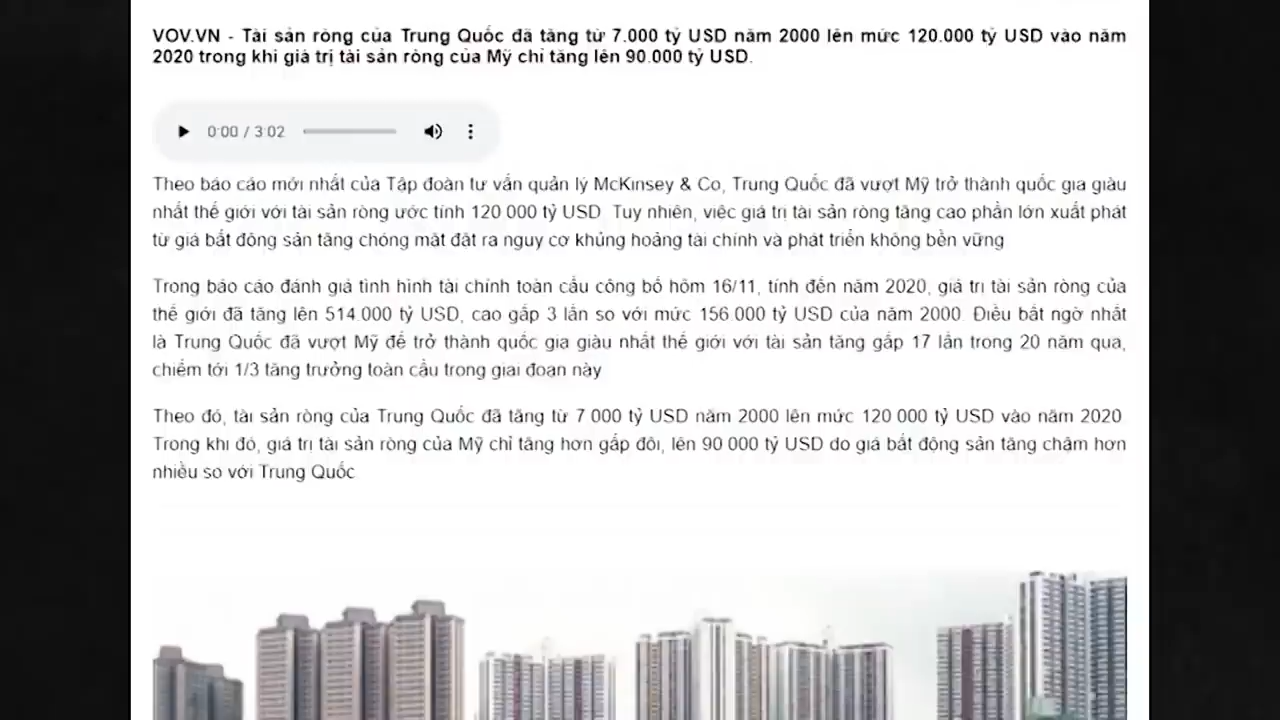 VOV.VN - Tài sản ròng của Trung Quốc đã tăng từ 7.000 tỷ USD năm 2000 lên mức 120.000 tỷ USD vào năm
2020 trong khi giá trị tài sản ròng của Mỹ chỉ tăng lên 90.000 tỷ USD.
0:00 / 3:02
Theo báo cáo mới nhất của Tập đoàn tư vấn quản lý McKinsey & Co, Trung Quốc đã vượt Mỹ trở thành quốc gia giàu
nhất thế giới với tài sản ròng ước tính 120.000 tỷ USD. Tuy nhiên, việc giá trị tài sản ròng tăng cao phần lớn xuất phát
từ giá bất động sản tăng chóng mặt đặt ra nguy cơ khủng hoảng tài chính và phát triển không bền vững
Trong báo cáo đánh giá tình hình tài chính toàn cầu công bố hôm 16/11, tính đến năm 2020, giá trị tài sản ròng của
thế giới đã tăng lên 514.000 tỷ USD, cao gấp 3 lần so với mức 156.000 tỷ USD của năm 2000. Điều bất ngờ nhất
là Trung Quốc đã vượt Mỹ để trở thành quốc gia giàu nhất thế giới với tài sản tăng gấp 17 lần trong 20 năm qua,
chiếm tới 1/3 tăng trưởng toàn cầu trong giai đoạn này
Theo đó, tài sản ròng của Trung Quốc đã tăng từ 7.000 tỷ USD năm 2000 lên mức 120.000 tỷ USD vào năm 2020.
Trong khi đó, giá trị tài sản ròng của Mỹ chỉ tăng hơn gấp đôi, lên 90.000 tỷ USD do giá bất động sản tăng chậm hơn
nhiều so với Trung Quốc